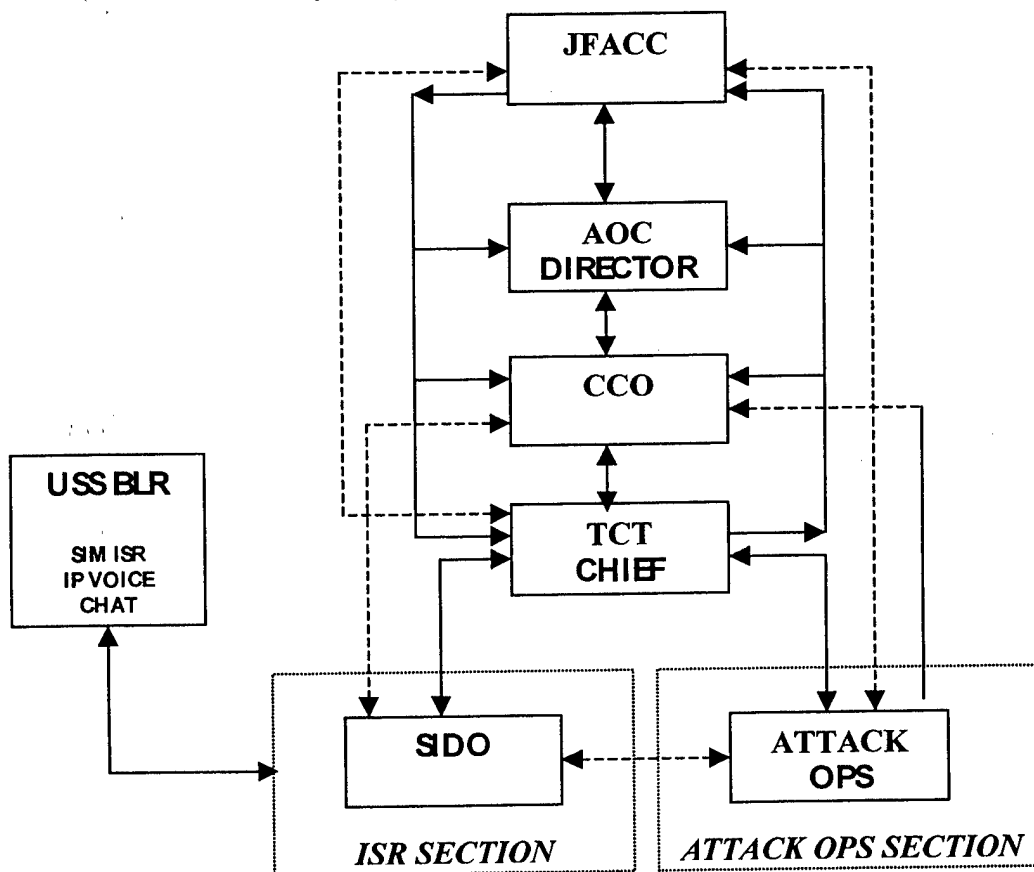 JFACC
AOC
DIRECTOR
CCO
USS BLR
SIM ISR
IP VOICE
CHAT
TCT
CHIEF
SIDO
ATTACK
OPS
ISR SECTION
ATTACK OPS SECTION